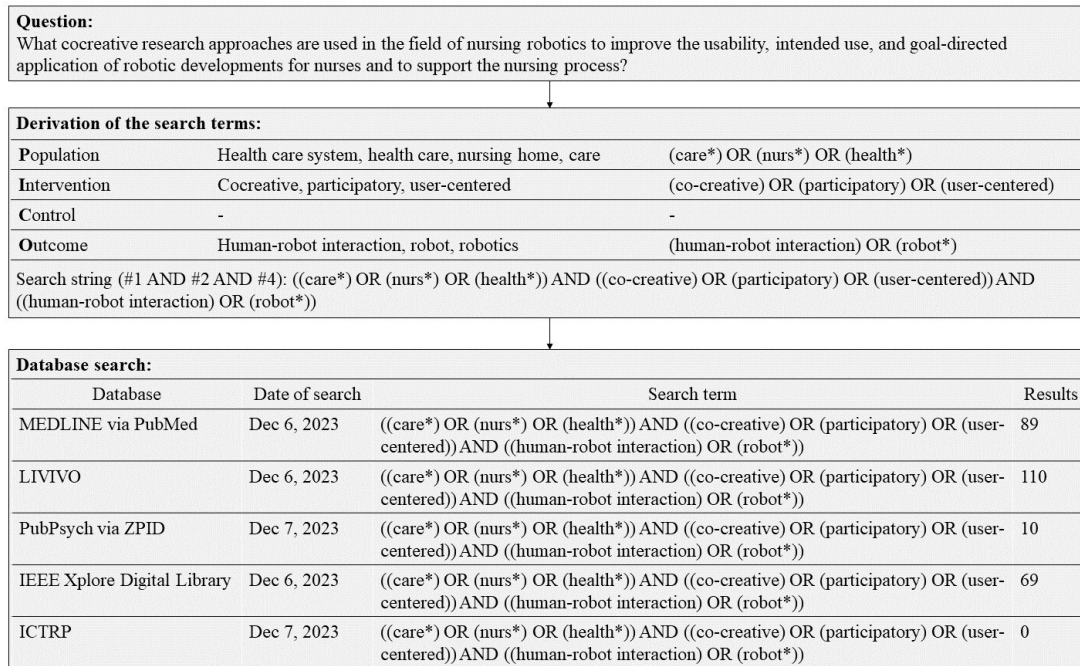 Question:
What cocreative research approaches are used in the field of nursing robotics to improve the usability, intended use, and goal-directed
application of robotic developments for nurses and to support the nursing process?
Derivation of the search terms:
Population Health care system, health care, nursing home, care (care*) OR (nurs*) OR (health*)
Intervention Cocreative, participatory, user-centered (co-creative) OR (participatory) OR (user-centered)
Control - -
Outcome Human-robot interaction, robot, robotics (human-robot interaction) OR (robot*)
Search string (#1 AND #2 AND #4): ((care*) OR (nurs*) OR (health*)) AND ((co-creative) OR (participatory) OR (user-centered)) AND
((human-robot interaction) OR (robot*))
Database search:
Database Date of search Search term Results
MEDLINE via PubMed Dec 6, 2023 ((care*) OR (nurs*) OR (health*)) AND ((co-creative) OR (participatory) OR (user- 89
centered)) AND ((human-robot interaction) OR (robot*))
LIVIVO Dec 6, 2023 ((care*) OR (nurs*) OR (health*)) AND ((co-creative) OR (participatory) OR (user- 110
centered)) AND ((human-robot interaction) OR (robot*))
PubPsych via ZPID Dec 7, 2023 ((care*) OR (nurs*) OR (health*)) AND ((co-creative) OR (participatory) OR (user- 10
centered)) AND ((human-robot interaction) OR (robot*))
IEEE Xplore Digital Library Dec 6, 2023 ((care*) OR (nurs*) OR (health*)) AND ((co-creative) OR (participatory) OR (user- 69
centered)) AND ((human-robot interaction) OR (robot*))
ICTRP Dec 7, 2023 ((care*) OR (nurs*) OR (health*)) AND ((co-creative) OR (participatory) OR (user- 0
centered)) AND ((human-robot interaction) OR (robot*))